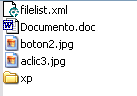 filelist.xml
Documento.doc
boton2.jpg
aclic3.jpg
xp